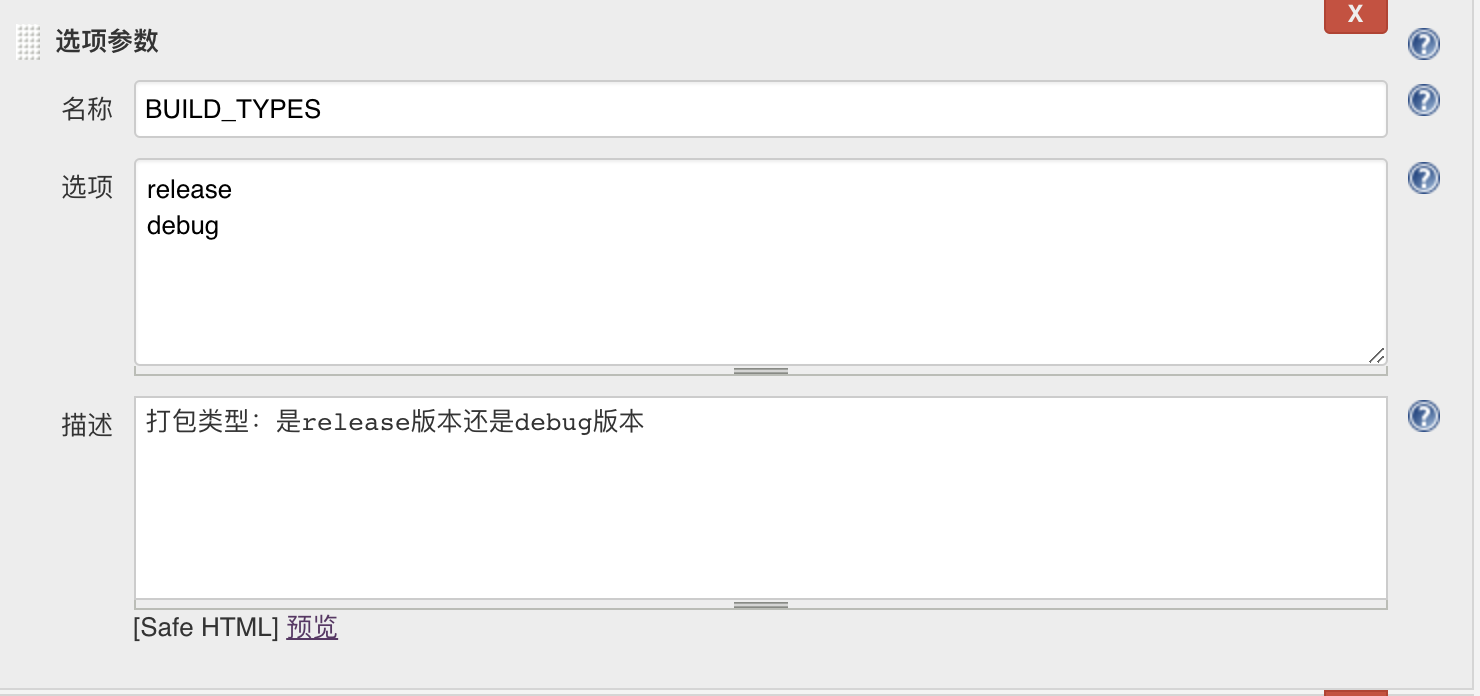 X
选项参数
名称 BUILD_TYPES
选项 release
debug
描述 打包类型：是release版本还是debug版本
[Safe HTML] 预览